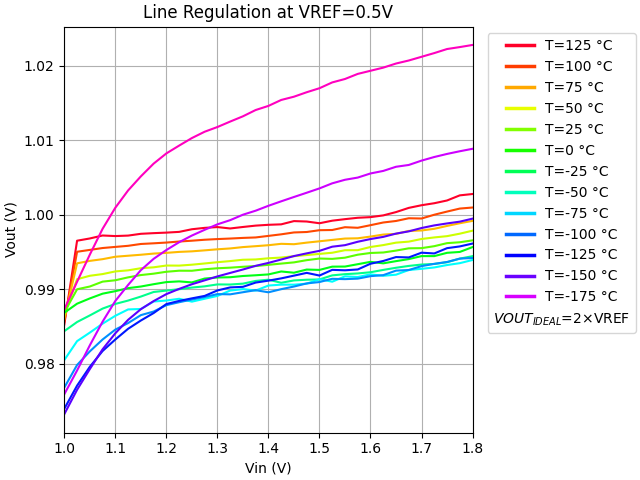 Line Regulation at VREF=0.5V
1.02
1.01
1.00
0.99
0.98
Vout (V)
1.0 1.1 1.2 1.3 1.4 1.5 1.6 1.7 1.8
Vin (V)
T=125 °C
T=100 °C
T=75 °C
T=50 °C
T=25 °C
T=0 °C
T=-25 °C
T=-50 °C
T=-75 °C
T=-100 °C
T=-125 °C
T=-150 °C
T=-175 °C
VOUT_IDEAL=2×VREF